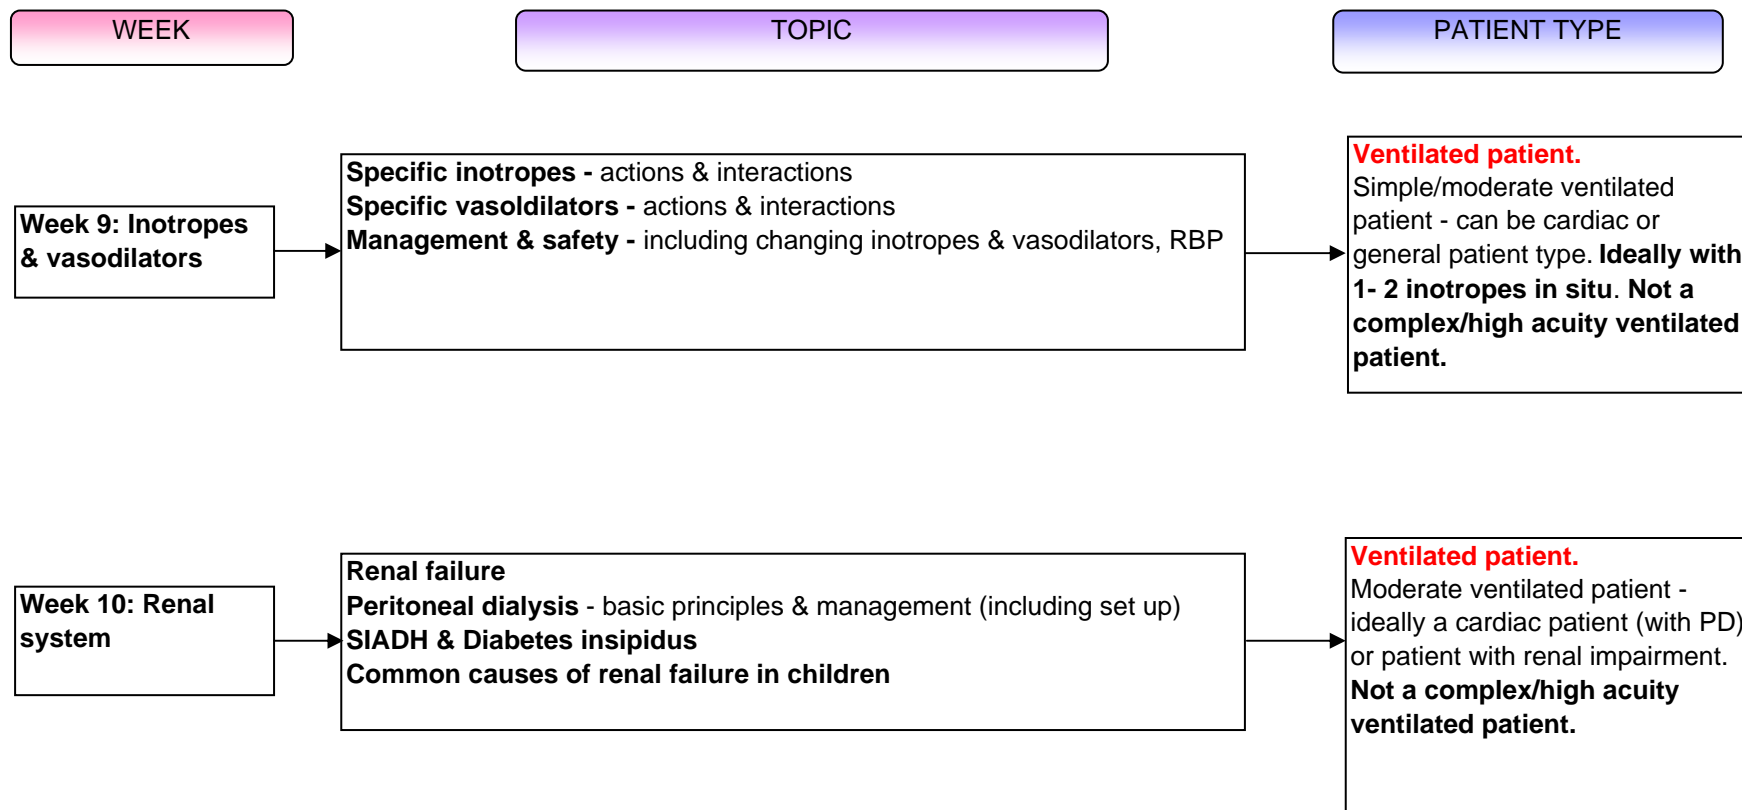 WEEK
TOPIC
PATIENT TYPE
Week 9: Inotropes
& vasodilators
Specific inotropes - actions & interactions
Specific vasoldilators - actions & interactions
Management & safety - including changing inotropes & vasodilators, RBP
Ventilated patient.
Simple/moderate ventilated
patient - can be cardiac or
general patient type. Ideally with
1- 2 inotropes in situ. Not a
complex/high acuity ventilated
patient.
Week 10: Renal
system
Renal failure
Peritoneal dialysis - basic principles & management (including set up)
SIADH & Diabetes insipidus
Common causes of renal failure in children
Ventilated patient.
Moderate ventilated patient -
ideally a cardiac patient (with PD)
or patient with renal impairment.
Not a complex/high acuity
ventilated patient.